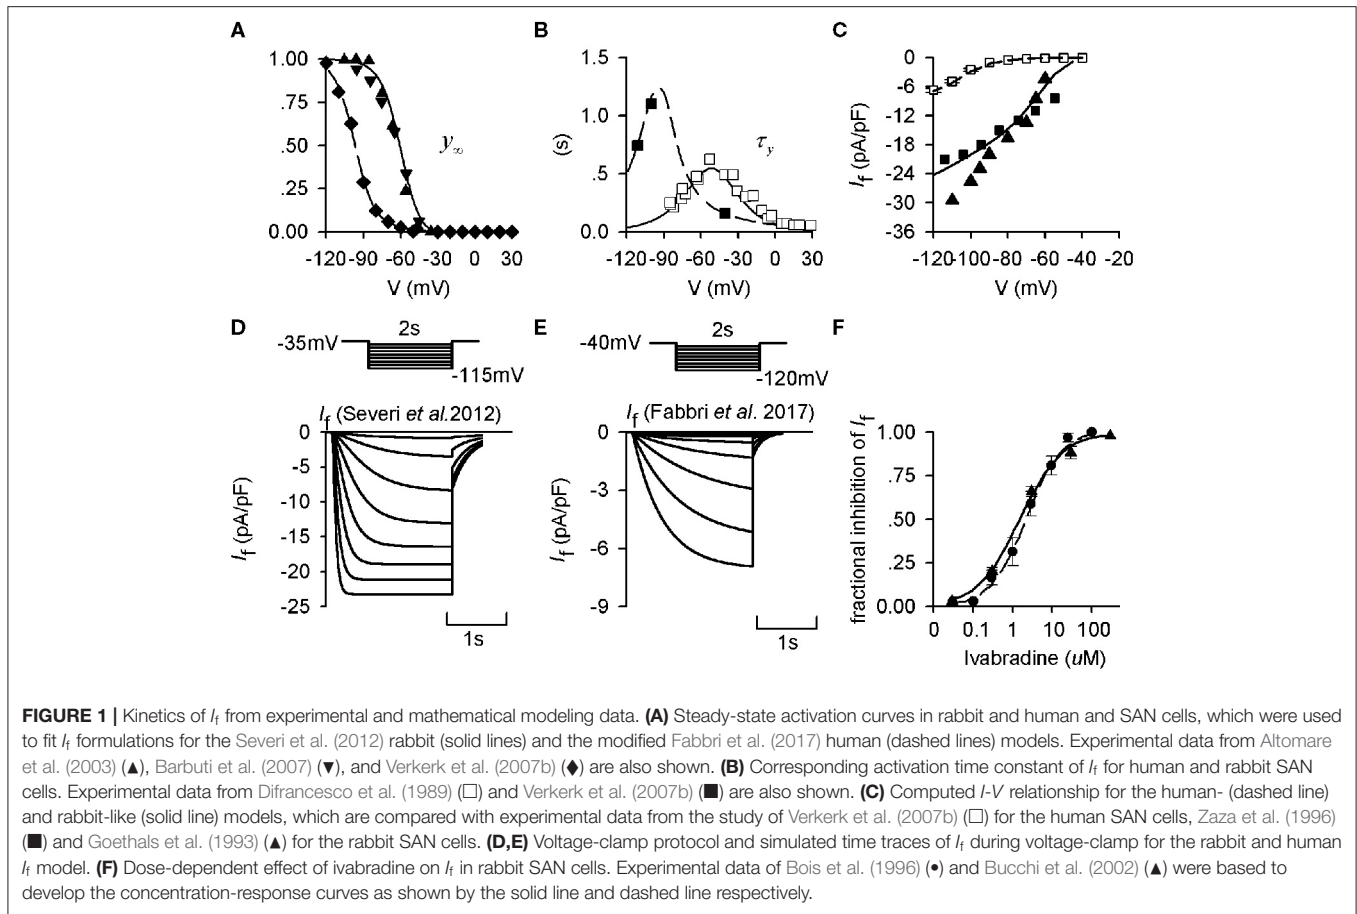 A
B
C
1.00
0.75
0.50
0.25
0.00
y∞
-120 -90 -60 -30 0 30
V (mV)
1.5
1.0
.5
0.0
(s)
τy
-120 -90 -60 -30 0 30
V (mV)
0
-6
-12
-18
-24
-30
-36
If (pA/pF)
-120 -100 -80 -60 -40 -20
V (mV)
D
2s
-35mV
-115mV
If (Severi et al.2012)
0
-5
-10
-15
-20
-25
If (pA/pF)
1s
E
2s
-40mV
-120mV
If (Fabbri et al. 2017)
0
-3
-6
-9
If (pA/pF)
1s
F
fractional inhibition of If
1.00
0.75
.50
.25
0.00
0 0.1 1 10 100
Ivabradine (uM)
FIGURE 1 | Kinetics of If from experimental and mathematical modeling data. (A) Steady-state activation curves in rabbit and human and SAN cells, which were used
to fit If formulations for the Severi et al. (2012) rabbit (solid lines) and the modified Fabbri et al. (2017) human (dashed lines) models. Experimental data from Altomare
et al. (2003) (▲), Barbuti et al. (2007) (▼), and Verkerk et al. (2007b) (♦) are also shown. (B) Corresponding activation time constant of If for human and rabbit SAN
cells. Experimental data from Difrancesco et al. (1989) (□) and Verkerk et al. (2007b) (■) are also shown. (C) Computed I-V relationship for the human- (dashed line)
and rabbit-like (solid line) models, which are compared with experimental data from the study of Verkerk et al. (2007b) (□) for the human SAN cells, Zaza et al. (1996)
(■) and Goethals et al. (1993) (▲) for the rabbit SAN cells. (D,E) Voltage-clamp protocol and simulated time traces of If during voltage-clamp for the rabbit and human
If model. (F) Dose-dependent effect of ivabradine on If in rabbit SAN cells. Experimental data of Bois et al. (1996) (•) and Bucchi et al. (2002) (▲) were based to
develop the concentration-response curves as shown by the solid line and dashed line respectively.